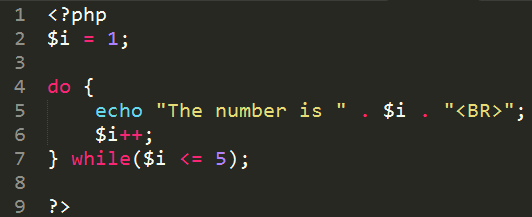 1 <?php
2 $i = 1;
3
4 do {
5     echo "The number is " . $i . "<BR>";
6     $i++;
7 } while($i <= 5);
8
9 ?>